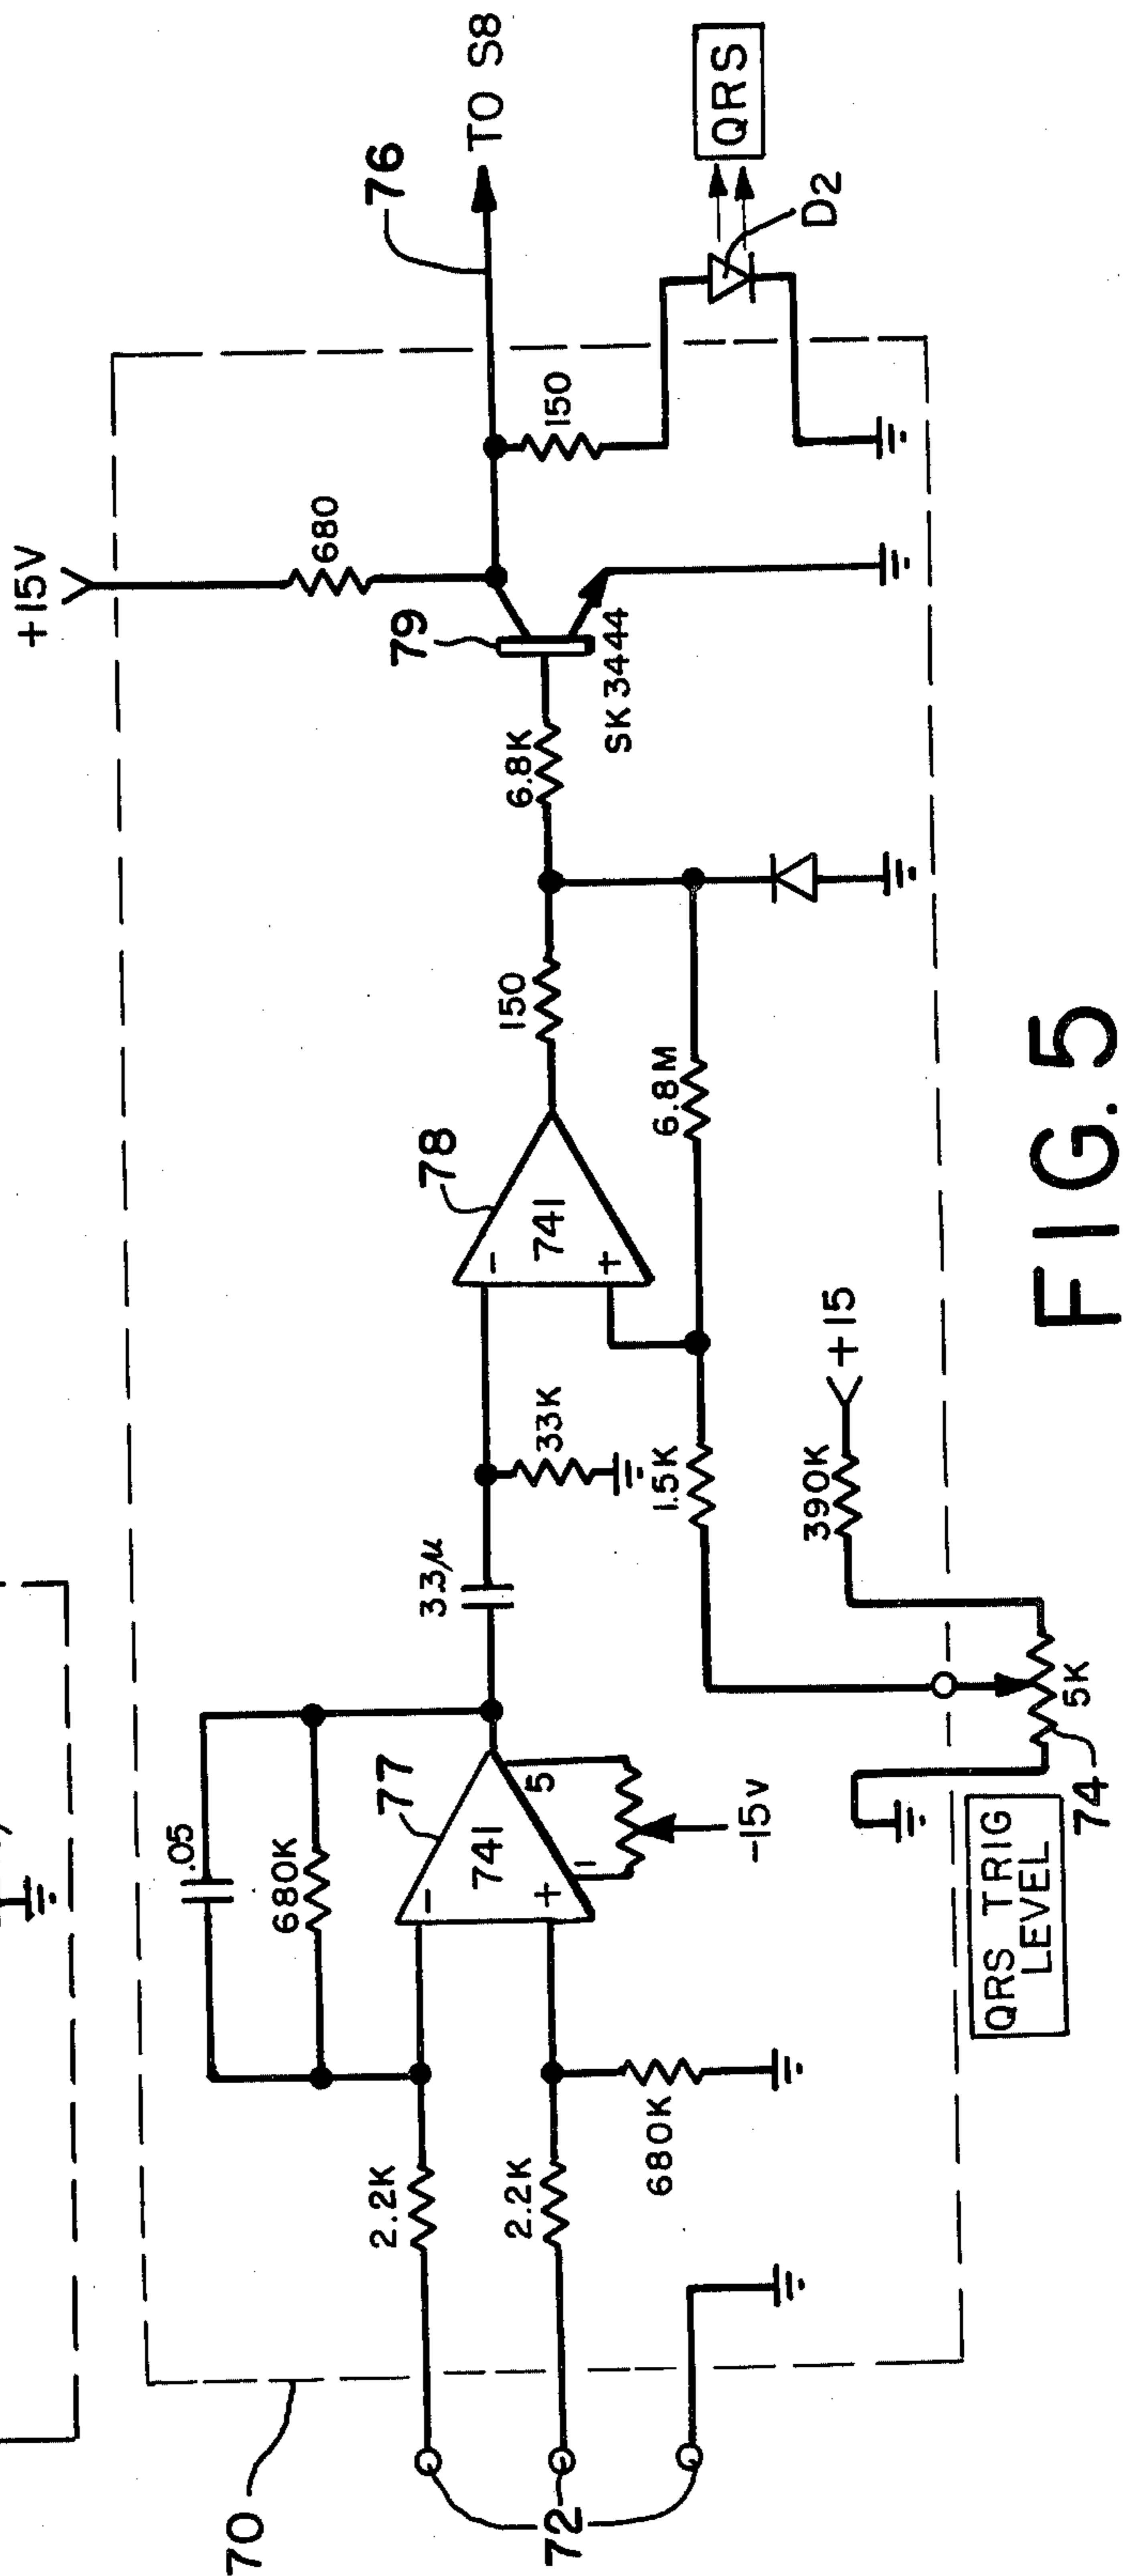 +15V
680
76
TO S8
79
SK3444
6.8K
150
QRS
D2
150
78
741
-
+
6.8M
3.3μ
33K
1.5K
390K
+15
.05
680K
77
741
-
+
5
1
-15V
2.2K
2.2K
680K
70
72
QRS TRIG
LEVEL
74
5K
FIG. 5